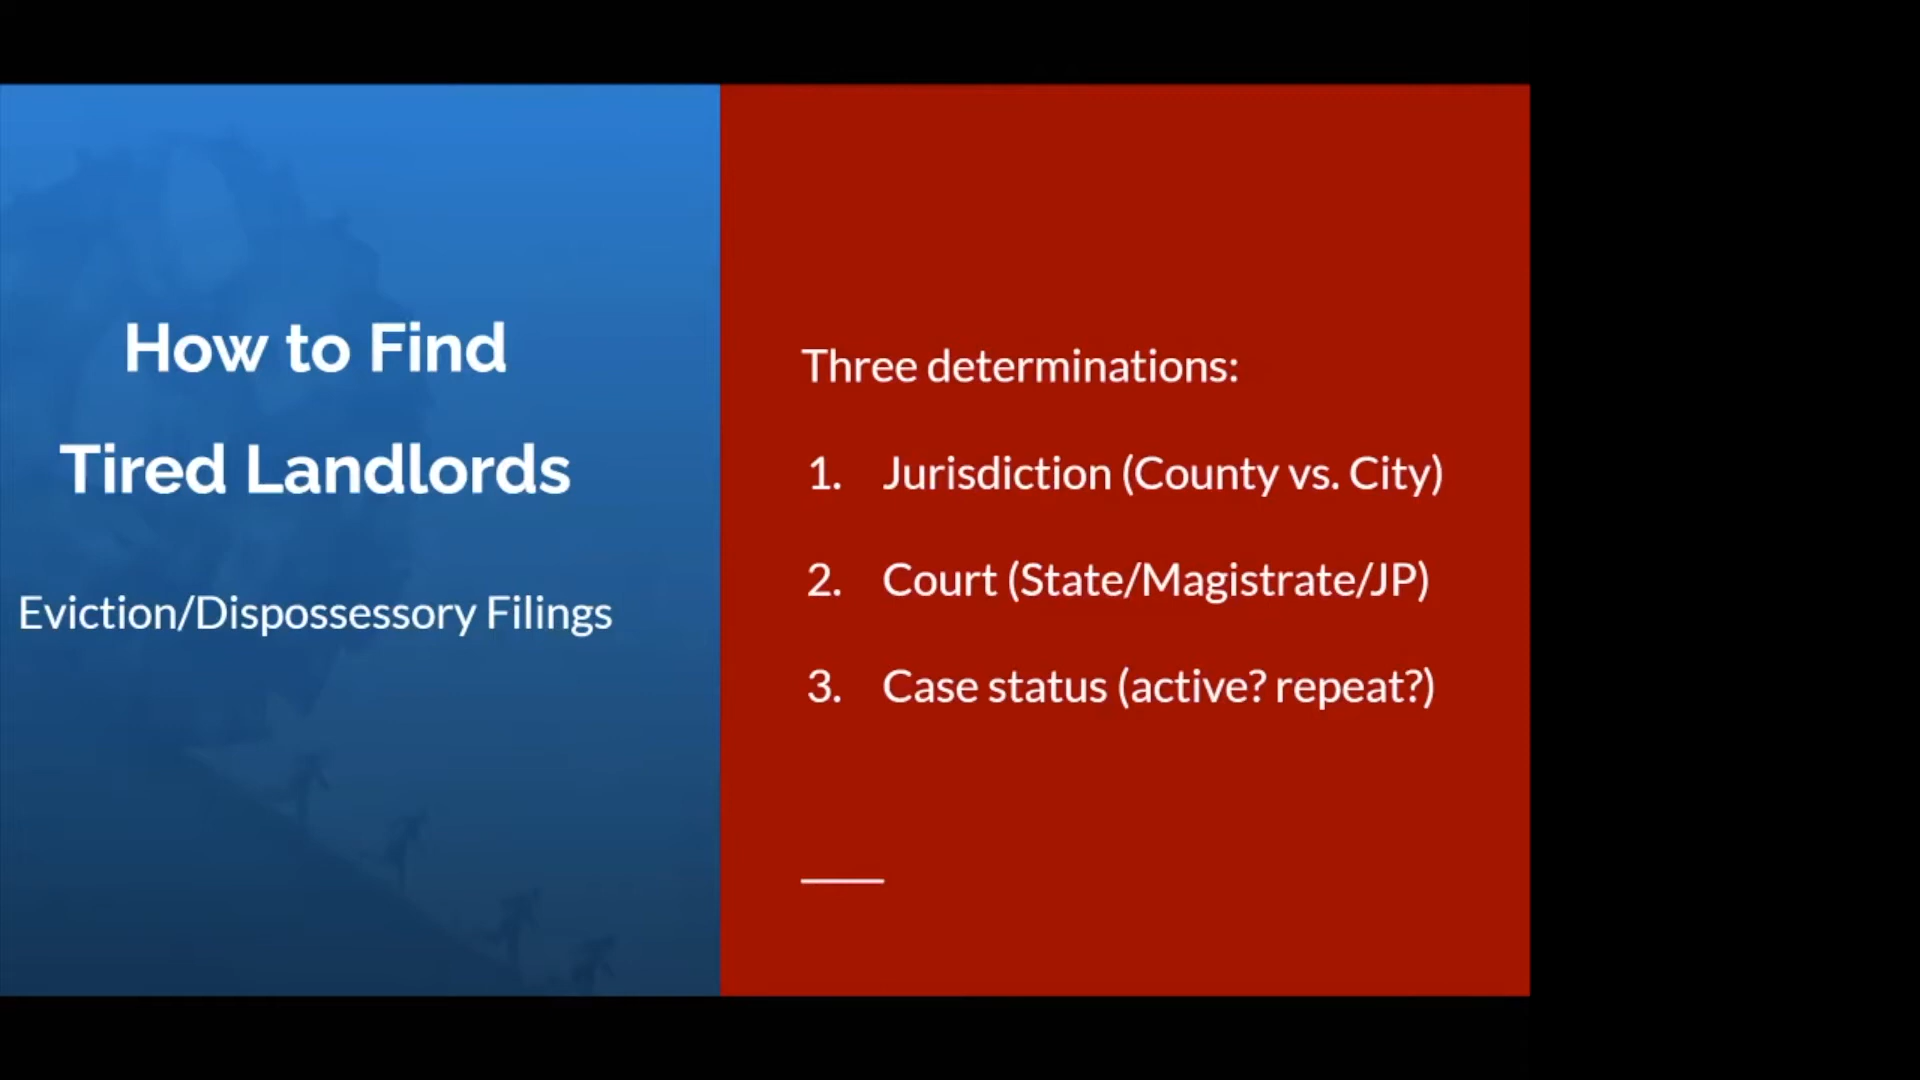 How to Find
Tired Landlords
Eviction/Dispossessory Filings
Three determinations:
1. Jurisdiction (County vs. City)
2. Court (State/Magistrate/JP)
3. Case status (active? repeat?)